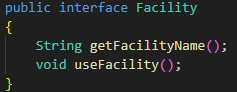 public interface Facility
{
    String getFacilityName();
    void useFacility();
}